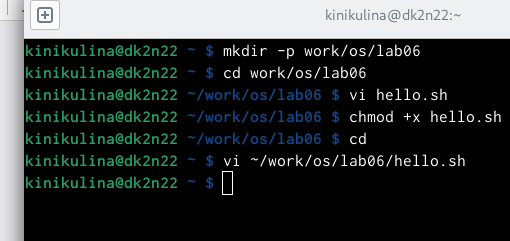 kinikulina@dk2n22:~
kinikulina@dk2n22 ~ $ mkdir -p work/os/lab06
kinikulina@dk2n22 ~ $ cd work/os/lab06
kinikulina@dk2n22 ~/work/os/lab06 $ vi hello.sh
kinikulina@dk2n22 ~/work/os/lab06 $ chmod +x hello.sh
kinikulina@dk2n22 ~/work/os/lab06 $ cd
kinikulina@dk2n22 ~ $ vi ~/work/os/lab06/hello.sh
kinikulina@dk2n22 ~ $